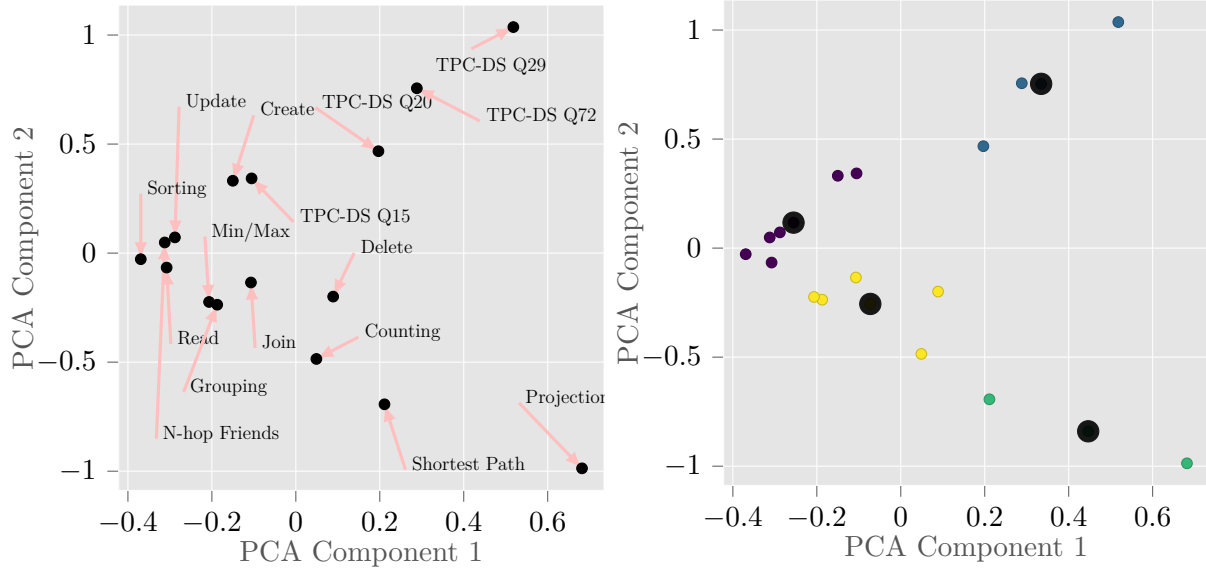 1
0.5
0
−0.5
−1
PCA Component 2
TPC-DS Q29
Update
Create
TPC-DS Q20
TPC-DS Q72
Sorting
TPC-DS Q15
Min/Max
Delete
Read
Join
Counting
Grouping
Projection
N-hop Friends
Shortest Path
−0.4
−0.2
0
0.2
0.4
0.6
PCA Component 1
1
0.5
0
−0.5
−1
PCA Component 2
−0.4
−0.2
0
0.2
0.4
0.6
PCA Component 1